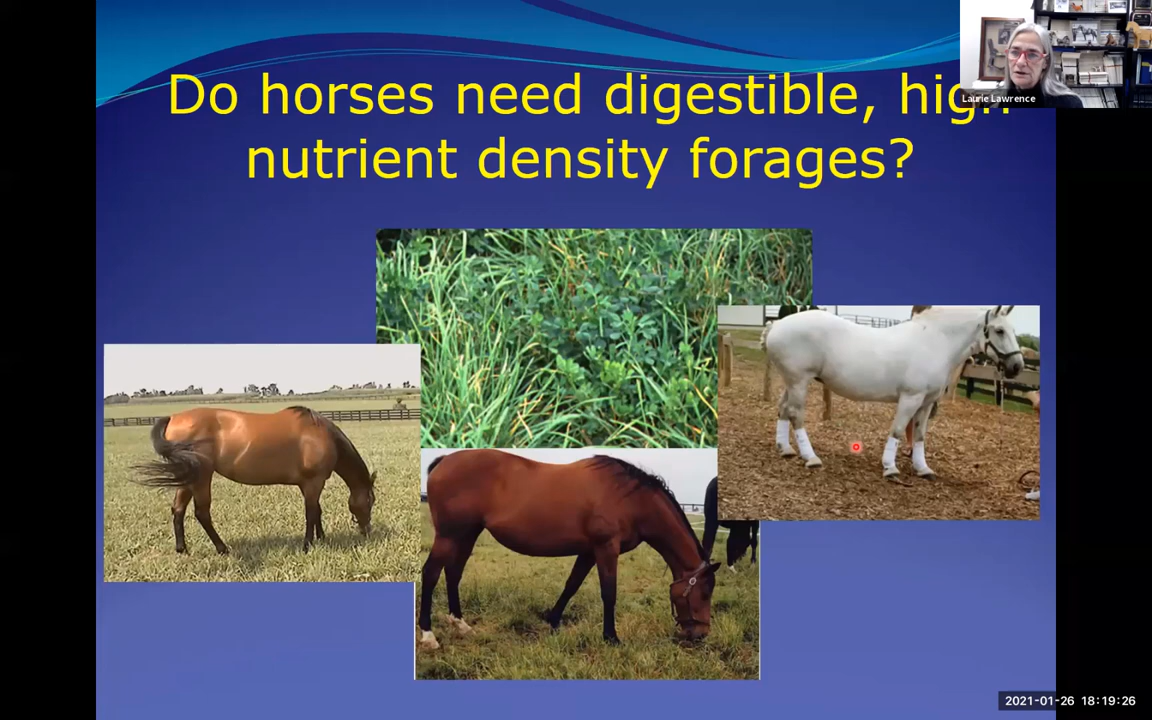 Do horses need digestible, high
nutrient density forages?
Laurie Lawrence
2021-01-26 18:19:26